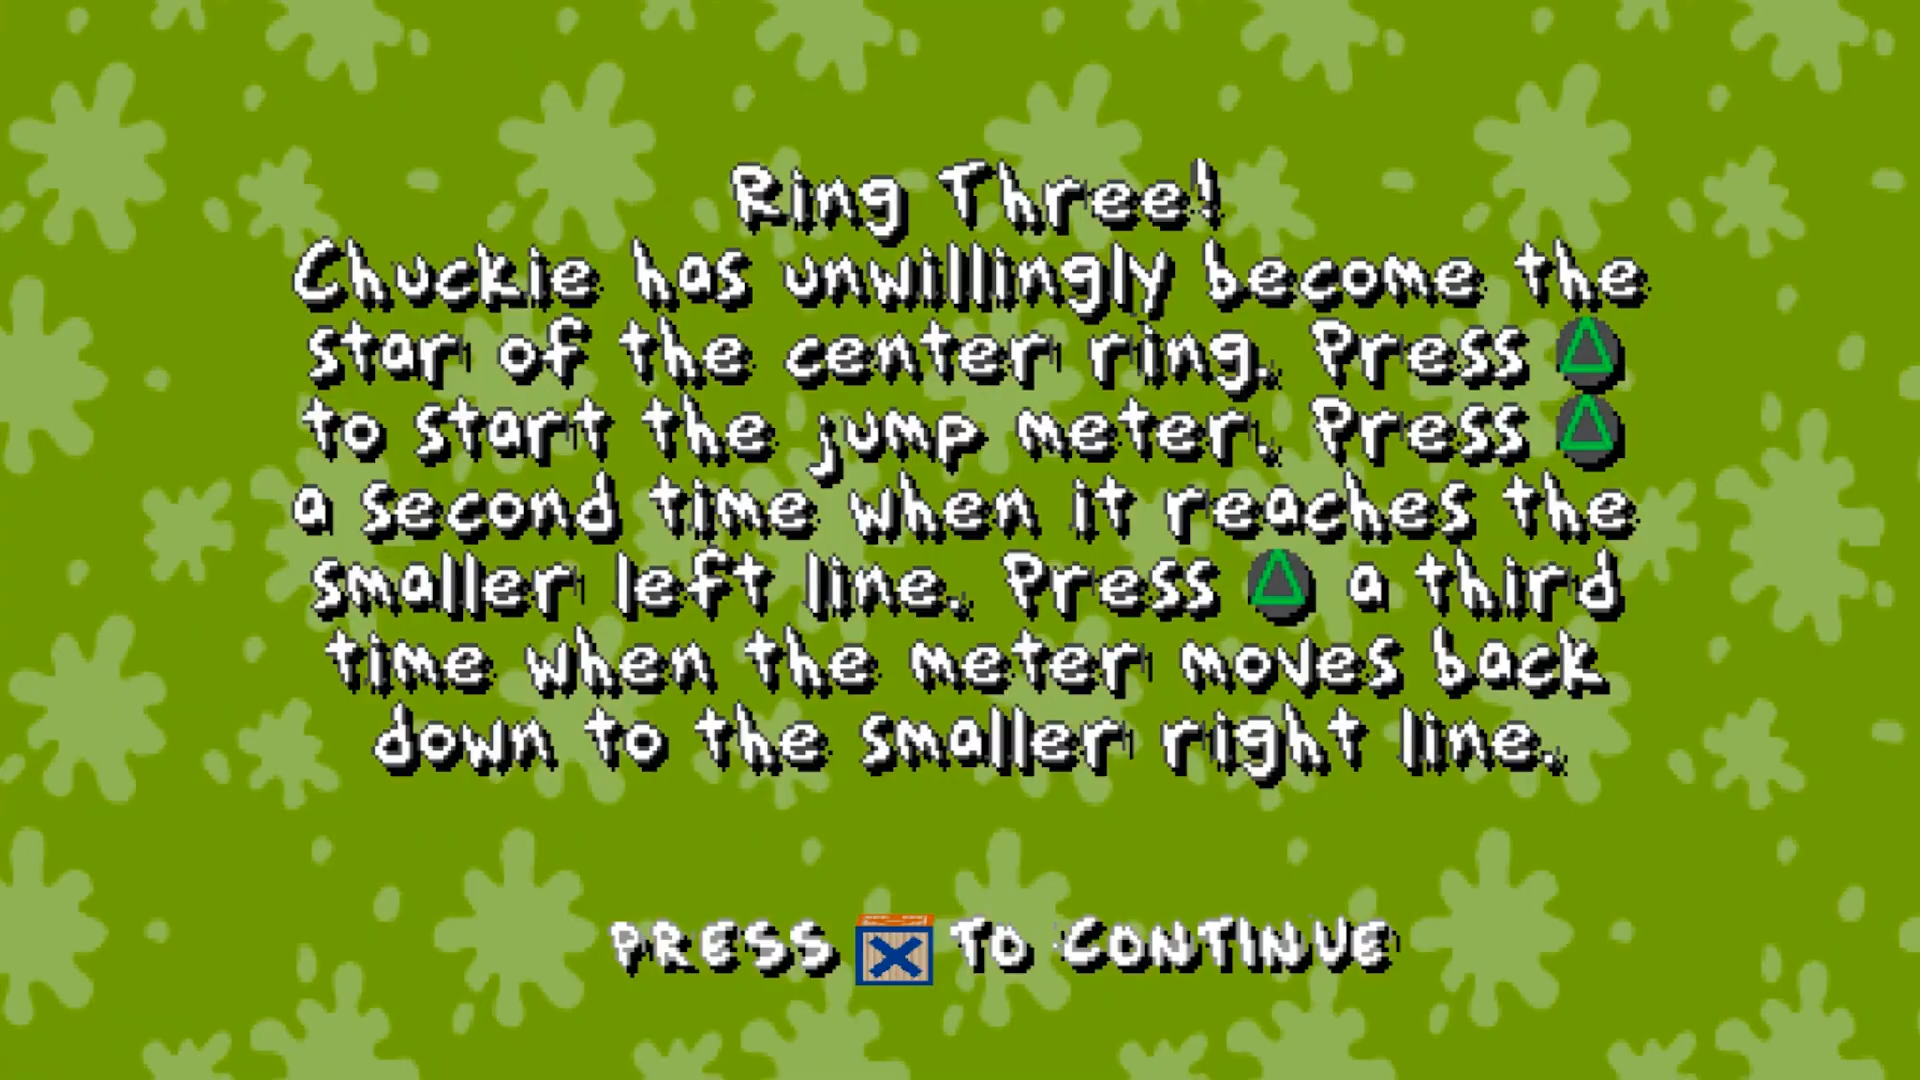 Ring Three!
Chuckie has unwillingly become the
star of the center ring. Press △
to start the jump meter. Press △
a second time when it reaches the
smaller left line. Press △ a third
time when the meter moves back
down to the smaller right line.
PRESS X TO CONTINUE